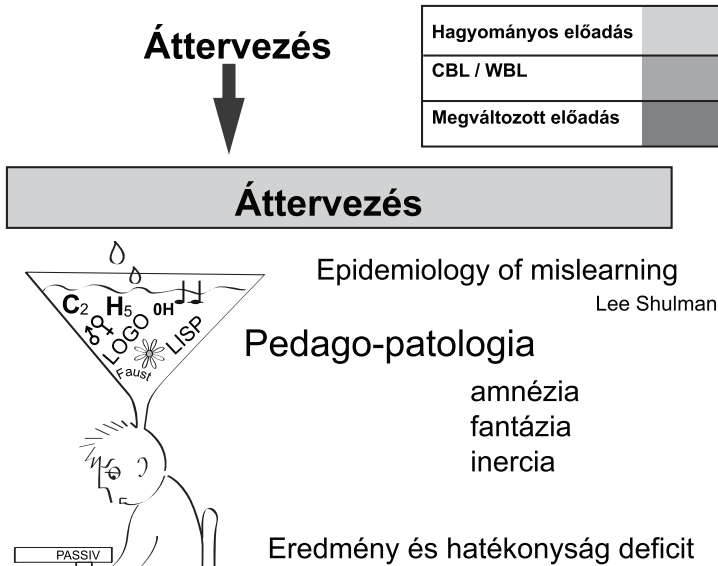 Áttervezés
Hagyományos előadás
CBL / WBL
Megváltozott előadás
Áttervezés
Epidemiology of mislearning
Lee Shulman
C2 H5 OH
LOGO
LISP
Faust
Pedago-patologia
amnézia
fantázia
inercia
PASSIV
Eredmény és hatékonyság deficit